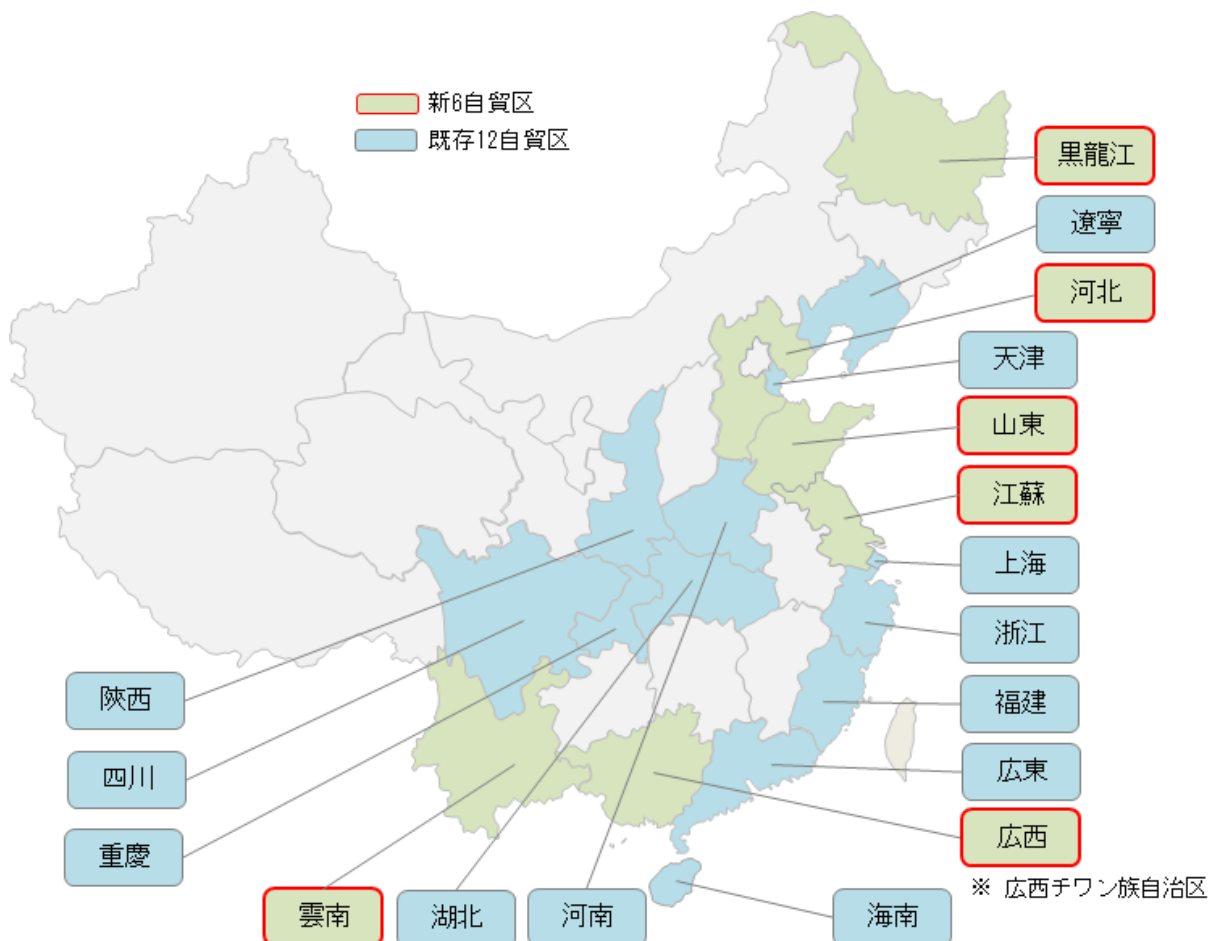 新6自貿区
既存12自貿区
黒龍江
遼寧
河北
天津
山東
江蘇
上海
浙江
福建
広東
広西
※ 広西チワン族自治区
陝西
四川
重慶
雲南
湖北
河南
海南